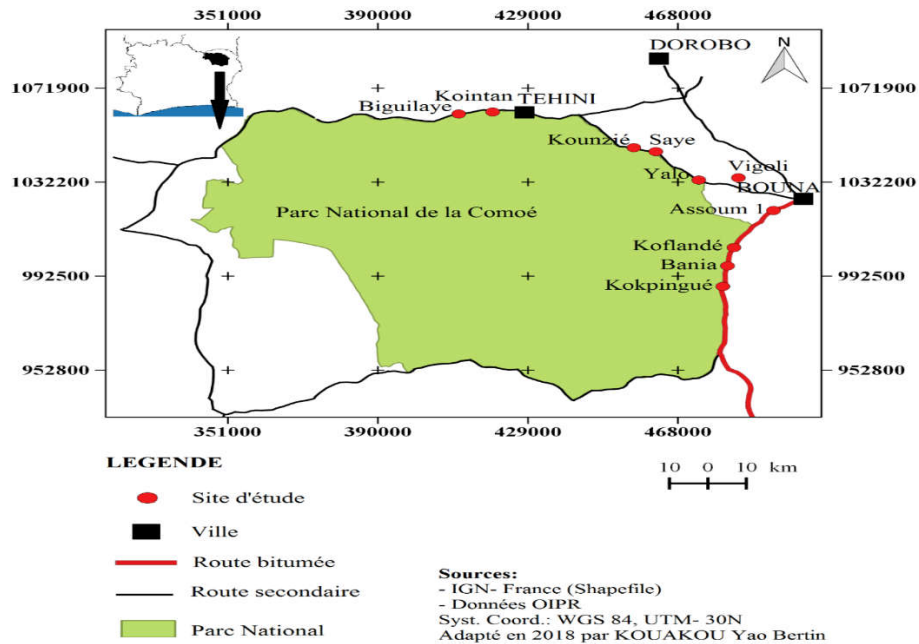 351000 390000 429000 468000
N
DOROBO
1071900 1071900
Kointan TEHINI
Biguilaye
Kounzié Saye
Vigoli
1032200 Yalo 1032200
BOUNA
Parc National de la Comoé Assoum 1
Koflandé
Bania
992500 992500
Kokpingué
952800 952800
351000 390000 429000 468000
LEGENDE
10 0 10 km
Site d'étude
Ville
Route bitumée
Route secondaire
Parc National
Sources:
- IGN- France (Shapefile)
- Données OIPR
Syst. Coord.: WGS 84, UTM- 30N
Adapté en 2018 par KOUAKOU Yao Bertin